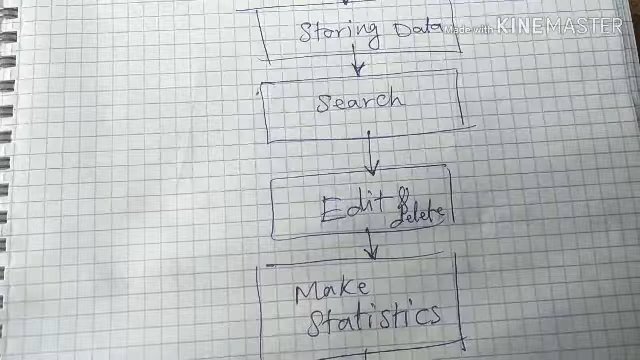 Storing Data
Made with KINEMASTER
Search
Edit &
Delete
Make
Statistics